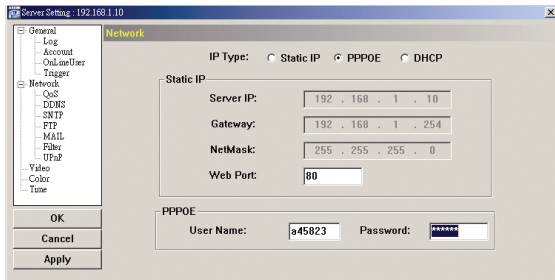 Server Setting : 192.168.1.10
General
Log
Account
OnLineUser
Trigger
Network
QoS
DDNS
SNTP
FTP
MAIL
Filter
UPnP
Video
Color
Time
OK
Cancel
Apply
Network
IP Type: Static IP PPPOE DHCP
Static IP
Server IP: 192 . 168 . 1 . 10
Gateway: 192 . 168 . 1 . 254
NetMask: 255 . 255 . 255 . 0
Web Port: 80
PPPOE
User Name: a45823 Password: ******